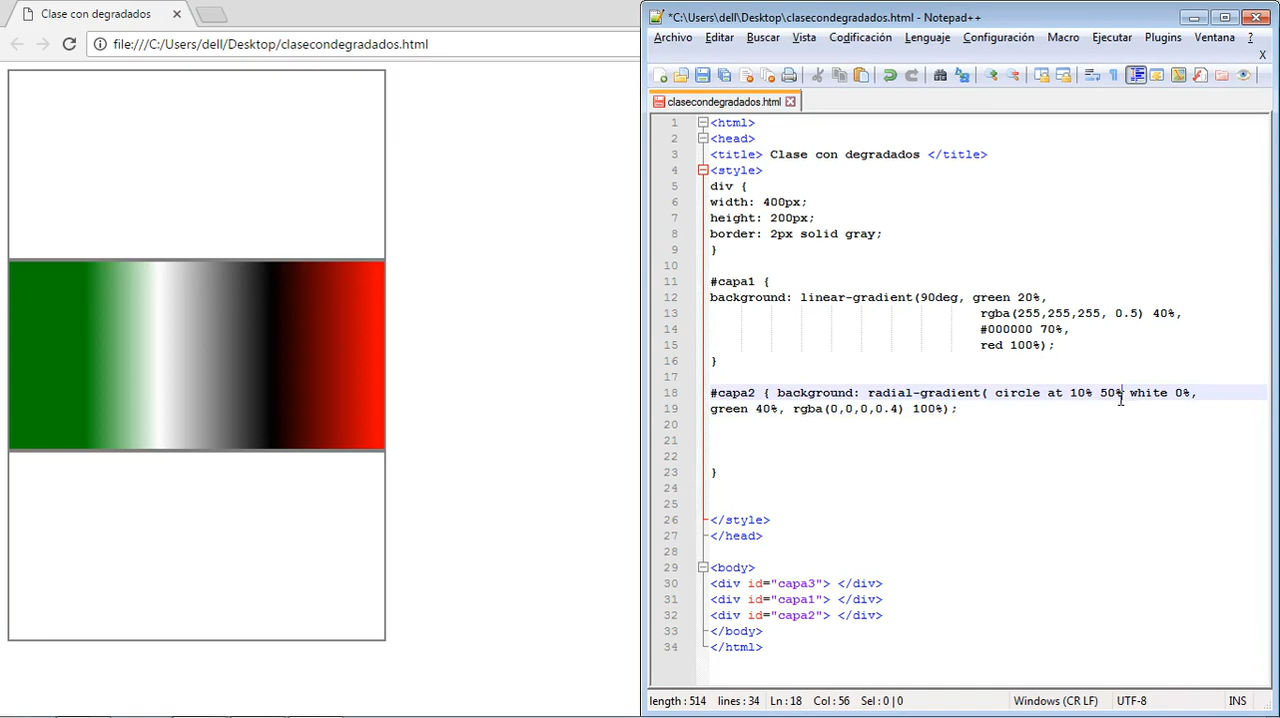 Clase con degradados
file:///C:/Users/dell/Desktop/clasecondegradados.html
*C:\Users\dell\Desktop\clasecondegradados.html - Notepad++
Archivo Editar Buscar Vista Codificación Lenguaje Configuración Macro Ejecutar Plugins Ventana ?
X
clasecondegradados.html
1 <html>
2 <head>
3 <title> Clase con degradados </title>
4 <style>
5 div {
6 width: 400px;
7 height: 200px;
8 border: 2px solid gray;
9 }
10
11 #capa1 {
12 background: linear-gradient(90deg, green 20%,
13 rgba(255,255,255, 0.5) 40%,
14 #000000 70%,
15 red 100%);
16 }
17
18 #capa2 { background: radial-gradient( circle at 10% 50% white 0%,
19 green 40%, rgba(0,0,0,0.4) 100%);
20
21
22
23 }
24
25
26 </style>
27 </head>
28
29 <body>
30 <div id="capa3"> </div>
31 <div id="capa1"> </div>
32 <div id="capa2"> </div>
33 </body>
34 </html>
length : 514 lines : 34 Ln : 18 Col : 56 Sel : 0 | 0 Windows (CR LF) UTF-8 INS